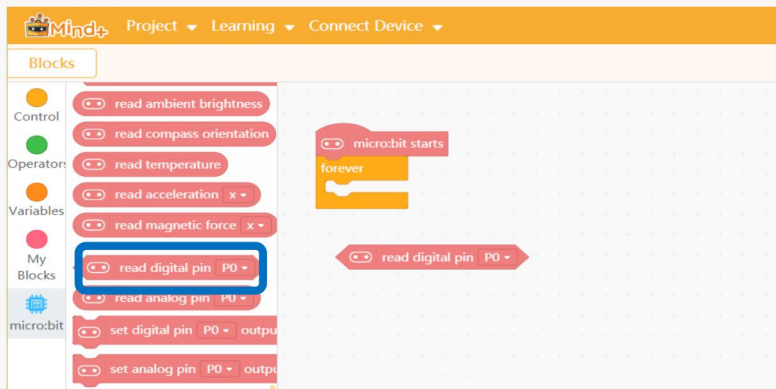 Mind+ Project Learning Connect Device
Blocks
Control
Operators
Variables
My
Blocks
micro:bit
read ambient brightness
read compass orientation
read temperature
read acceleration x
read magnetic force x
read digital pin P0
read analog pin P0
set digital pin P0 outpu
set analog pin P0 outpu
micro:bit starts
forever
read digital pin P0